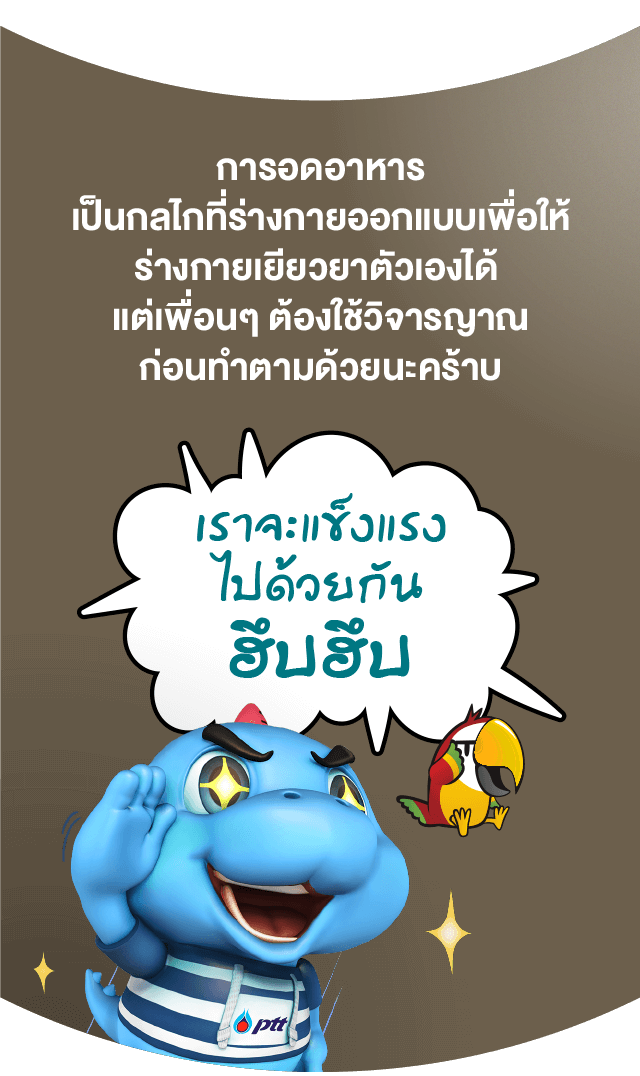 การอดอาหาร
เป็นกลไกที่ร่างกายออกแบบเพื่อให้
ร่างกายเยียวยาตัวเองได้
แต่เพื่อนๆ ต้องใช้วิจารญาณ
ก่อนทำตามด้วยนะคร้าบ
เราจะแข็งแรง
ไปด้วยกัน
ฮึบฮึบ
ptt